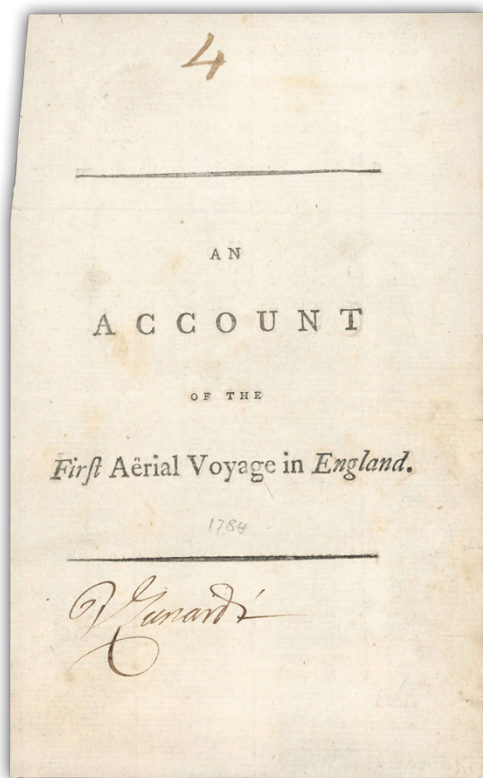 4
AN
ACCOUNT
OF THE
Firſt Aërial Voyage in England.
1784
V Lunardi